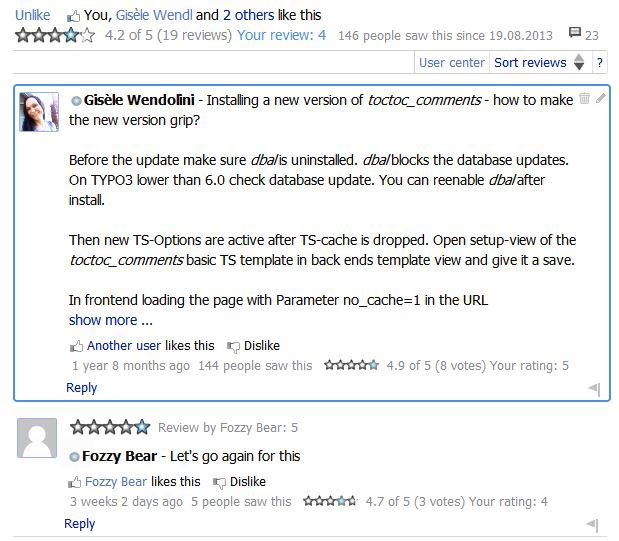 Unlike You, Gisèle Wendl and 2 others like this
4.2 of 5 (19 reviews) Your review: 4 146 people saw this since 19.08.2013 23
User center Sort reviews ?
Gisèle Wendolini - Installing a new version of toctoc_comments - how to make
the new version grip?
Before the update make sure dbal is uninstalled. dbal blocks the database updates.
On TYPO3 lower than 6.0 check database update. You can reenable dbal after
install.
Then new TS-Options are active after TS-cache is dropped. Open setup-view of the
toctoc_comments basic TS template in back ends template view and give it a save.
In frontend loading the page with Parameter no_cache=1 in the URL
show more ...
Another user likes this Dislike
1 year 8 months ago 144 people saw this 4.9 of 5 (8 votes) Your rating: 5
Reply
Review by Fozzy Bear: 5
Fozzy Bear - Let's go again for this
Fozzy Bear likes this Dislike
3 weeks 2 days ago 5 people saw this 4.7 of 5 (3 votes) Your rating: 4
Reply